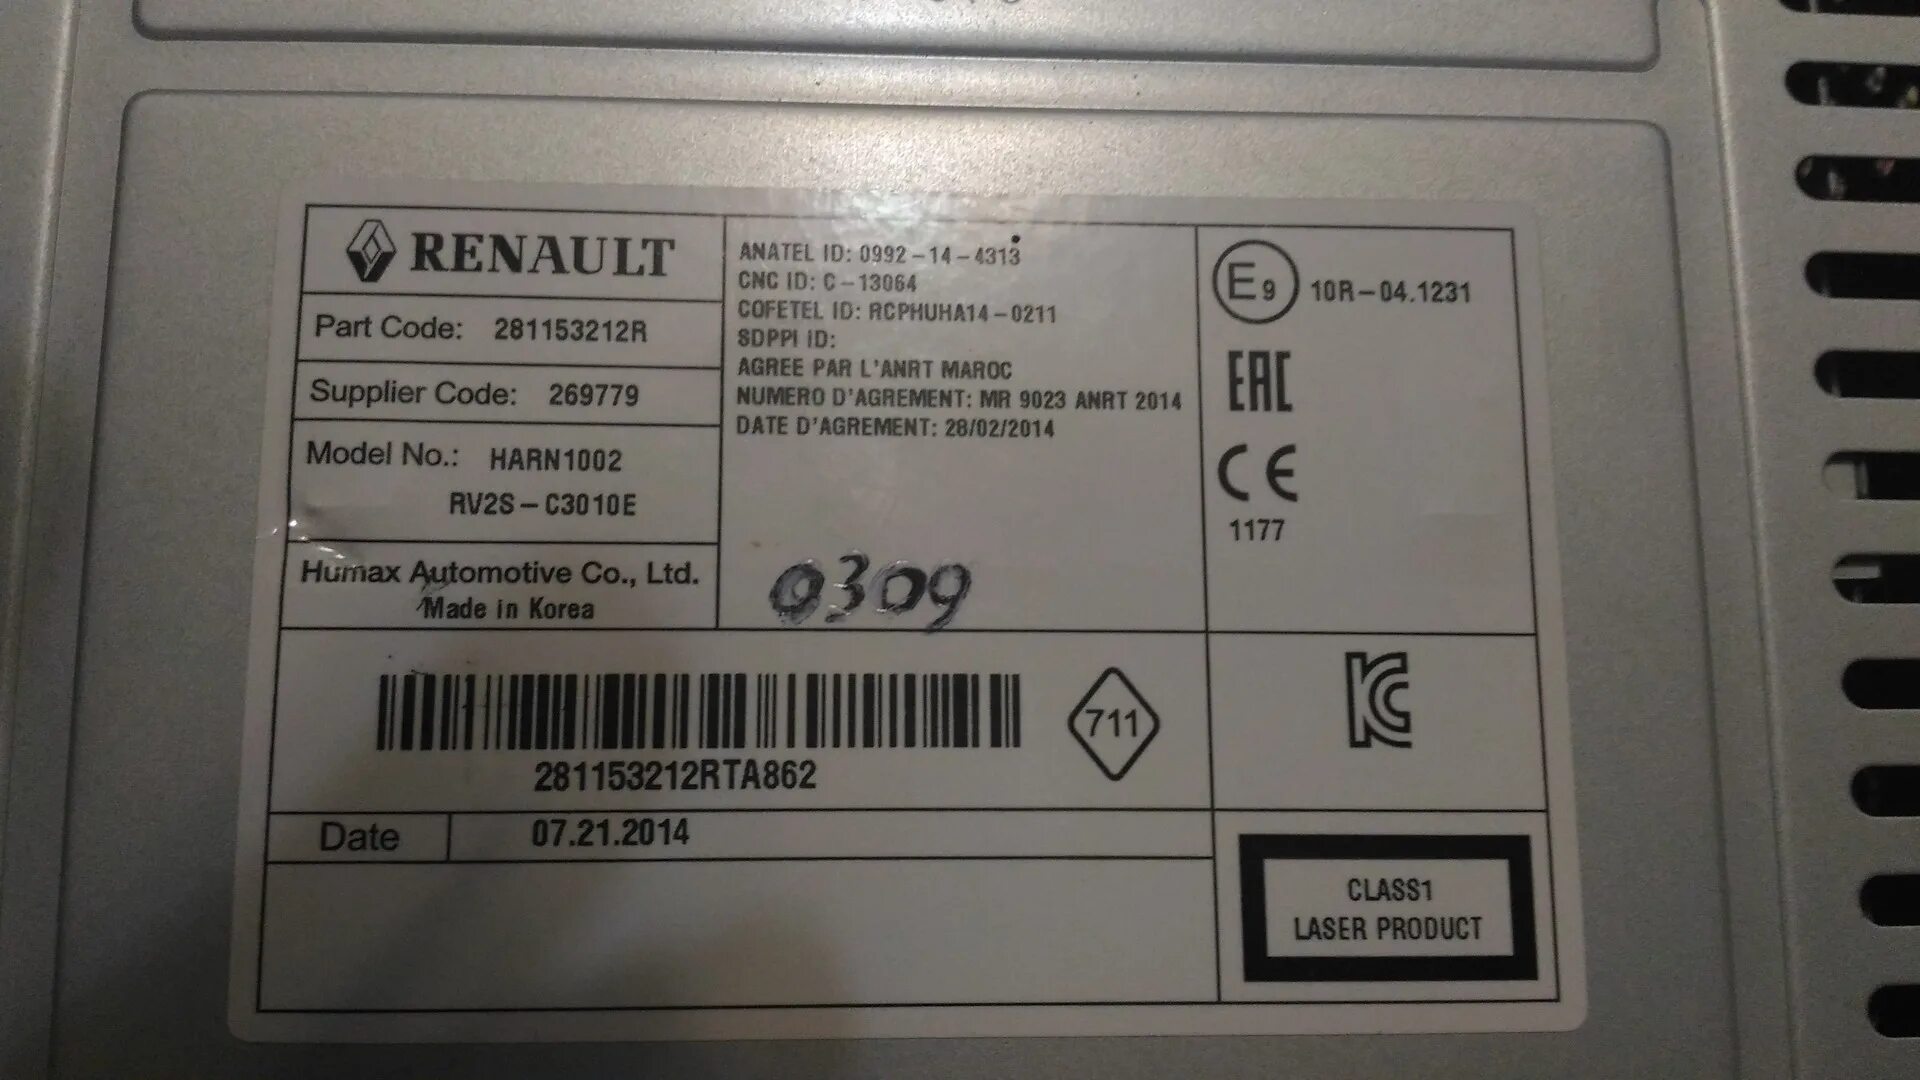 RENAULT
Part Code: 281153212R
Supplier Code: 269779
Model No.: HARN1002
RV2S-C3010E
Humax Automotive Co., Ltd.
Made in Korea
ANATEL ID: 0992-14-4313
CNC ID: C-13064
COFETEL ID: RCPHUHA14-0211
SDPPI ID:
AGREE PAR L'ANRT MAROC
NUMERO D'AGREMENT: MR 9023 ANRT 2014
DATE D'AGREMENT: 28/02/2014
0309
E9 10R-04.1231
EAC
CE
1177
281153212RTA862
711
KC
Date 07.21.2014
CLASS1
LASER PRODUCT